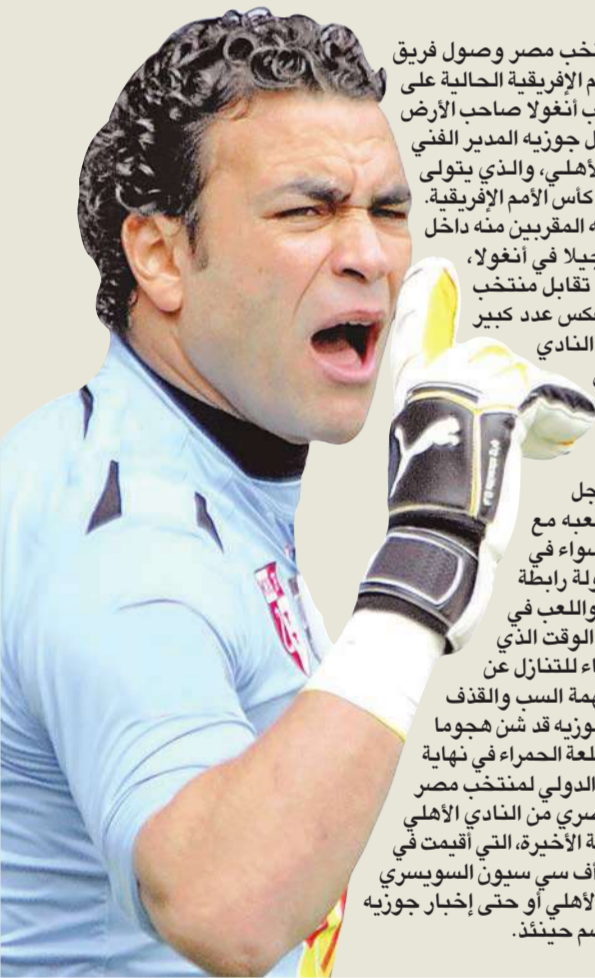 خب مصر وصول فريق
م الإفريقية الحالية على
ب أنغولا صاحب الأرض
ل جوزيه المدير الفني
لأهلي، والذي يتولى
كأس الأمم الإفريقية.
ه المقربين منه داخل
جيلا في أنغولا،
تقابل منتخب
عكس عدد كبير
النادي
جل
عبه مع
سواء في
ولة رابطة
واللعب في
الوقت الذي
اء للتنازل عن
همة السب والقذف
وزيه قد شن هجوما
لعة الحمراء في نهاية
الدولي لمنتخب مصر
صري من النادي الأهلي
ة الأخيرة، التي أقيمت في
أف سي سيون السويسري
لأهلي أو حتى إخبار جوزيه
سم حينئذ.